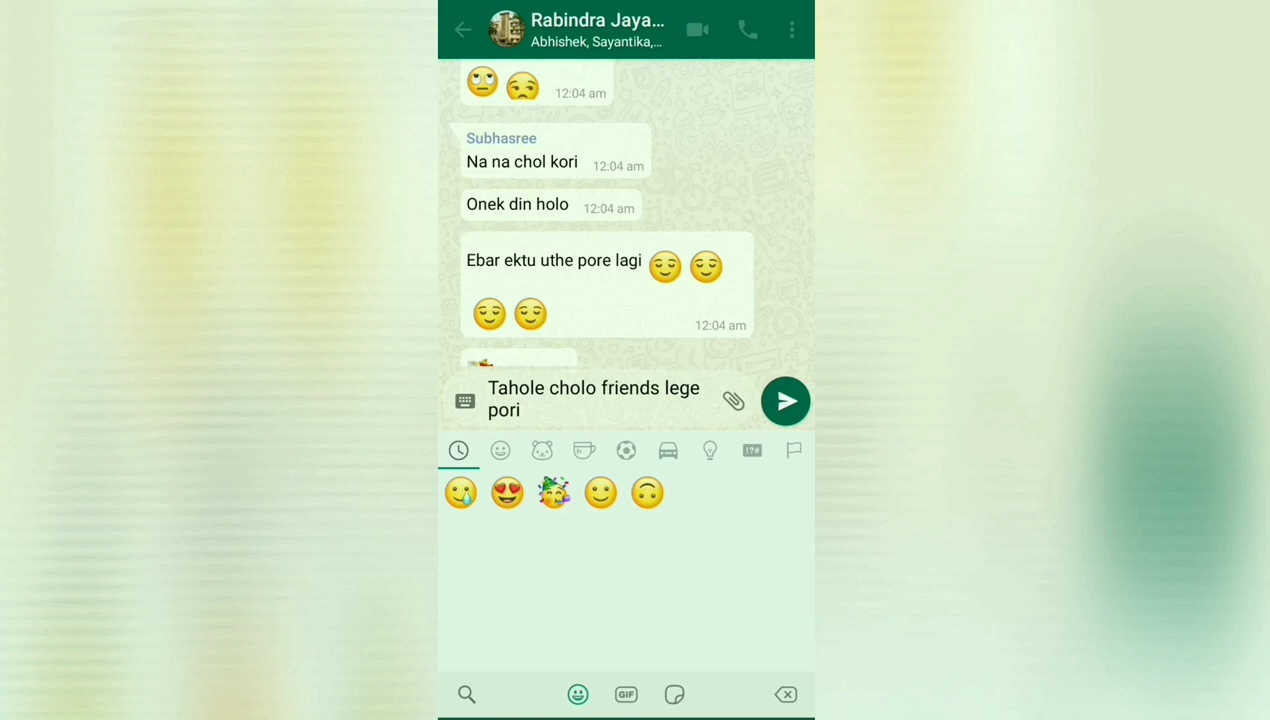 Rabindra Jaya...
Abhishek, Sayantika,...
12:04 am
Subhasree
Na na chol kori 12:04 am
Onek din holo 12:04 am
Ebar ektu uthe pore lagi
12:04 am
Tahole cholo friends lege
pori
!?#
GIF